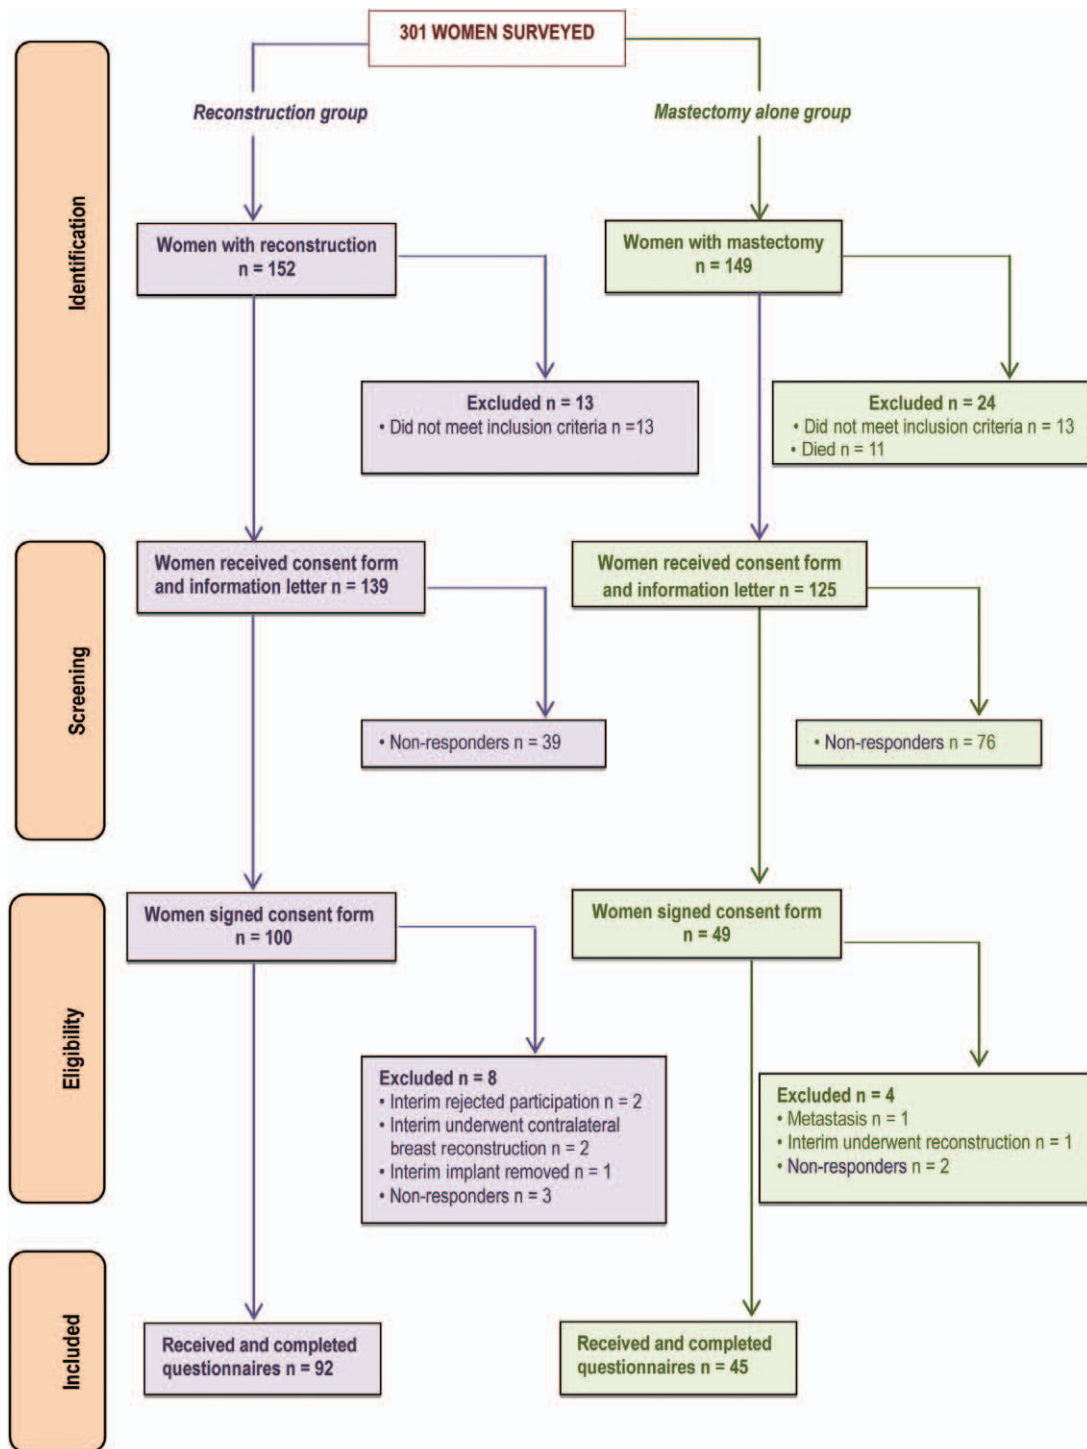 301 WOMEN SURVEYED
Reconstruction group
Mastectomy alone group
Identification
Women with reconstruction
n = 152
Women with mastectomy
n = 149
Excluded n = 13
• Did not meet inclusion criteria n =13
Excluded n = 24
• Did not meet inclusion criteria n = 13
• Died n = 11
Screening
Women received consent form
and information letter n = 139
Women received consent form
and information letter n = 125
• Non-responders n = 39
• Non-responders n = 76
Eligibility
Women signed consent form
n = 100
Women signed consent form
n = 49
Excluded n = 8
• Interim rejected participation n = 2
• Interim underwent contralateral
breast reconstruction n = 2
• Interim implant removed n = 1
• Non-responders n = 3
Excluded n = 4
• Metastasis n = 1
• Interim underwent reconstruction n = 1
• Non-responders n = 2
Included
Received and completed
questionnaires n = 92
Received and completed
questionnaires n = 45